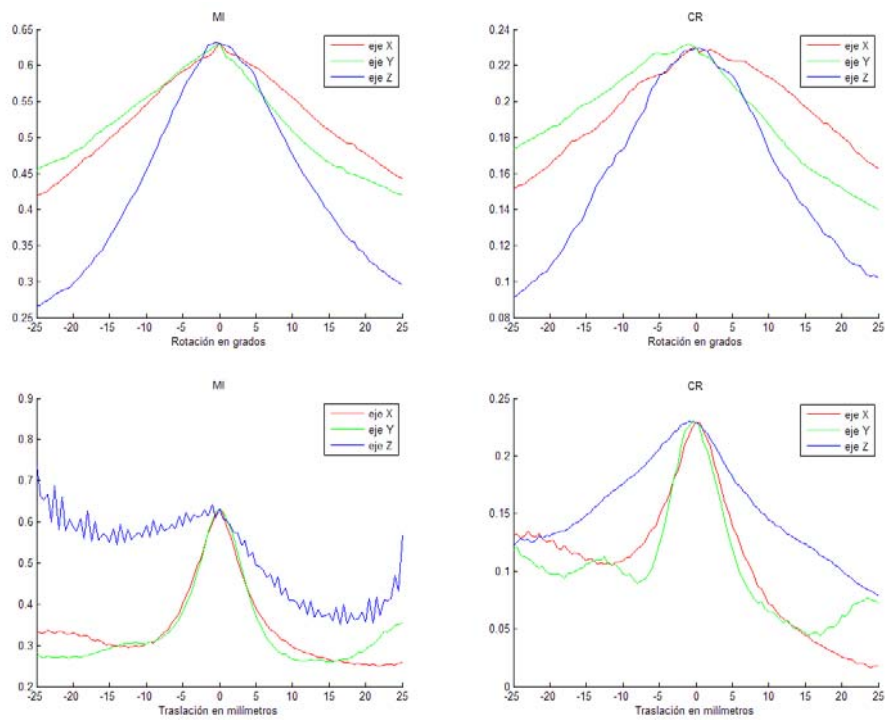 MI
0.65
0.6
0.55
0.5
0.45
0.4
0.35
0.3
0.25
-25 -20 -15 -10 -5 0 5 10 15 20 25
Rotación en grados
eje X
eje Y
eje Z
CR
0.24
0.22
0.2
0.18
0.16
0.14
0.12
0.1
0.08
-25 -20 -15 -10 -5 0 5 10 15 20 25
Rotación en grados
eje X
eje Y
eje Z
MI
0.9
0.8
0.7
0.6
0.5
0.4
0.3
0.2
-25 -20 -15 -10 -5 0 5 10 15 20 25
Traslación en milímetros
eje X
eje Y
eje Z
CR
0.25
0.2
0.15
0.1
0.05
0
-25 -20 -15 -10 -5 0 5 10 15 20 25
Traslación en milímetros
eje X
eje Y
eje Z